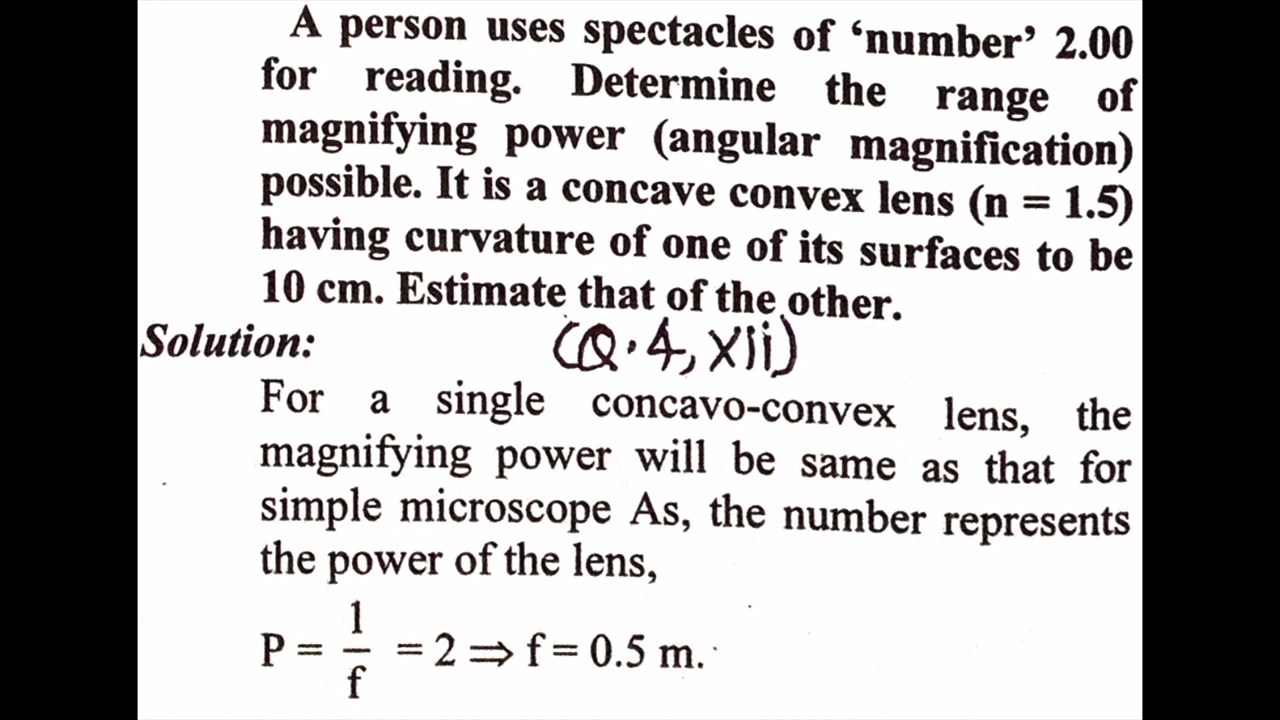 A person uses spectacles of ‘number’ 2.00
for reading. Determine the range of
magnifying power (angular magnification)
possible. It is a concave convex lens (n = 1.5)
having curvature of one of its surfaces to be
10 cm. Estimate that of the other.
Solution: (Q.4, XII)
For a single concavo-convex lens, the
magnifying power will be same as that for
simple microscope As, the number represents
the power of the lens,
P = 1/f = 2 ⇒ f = 0.5 m.